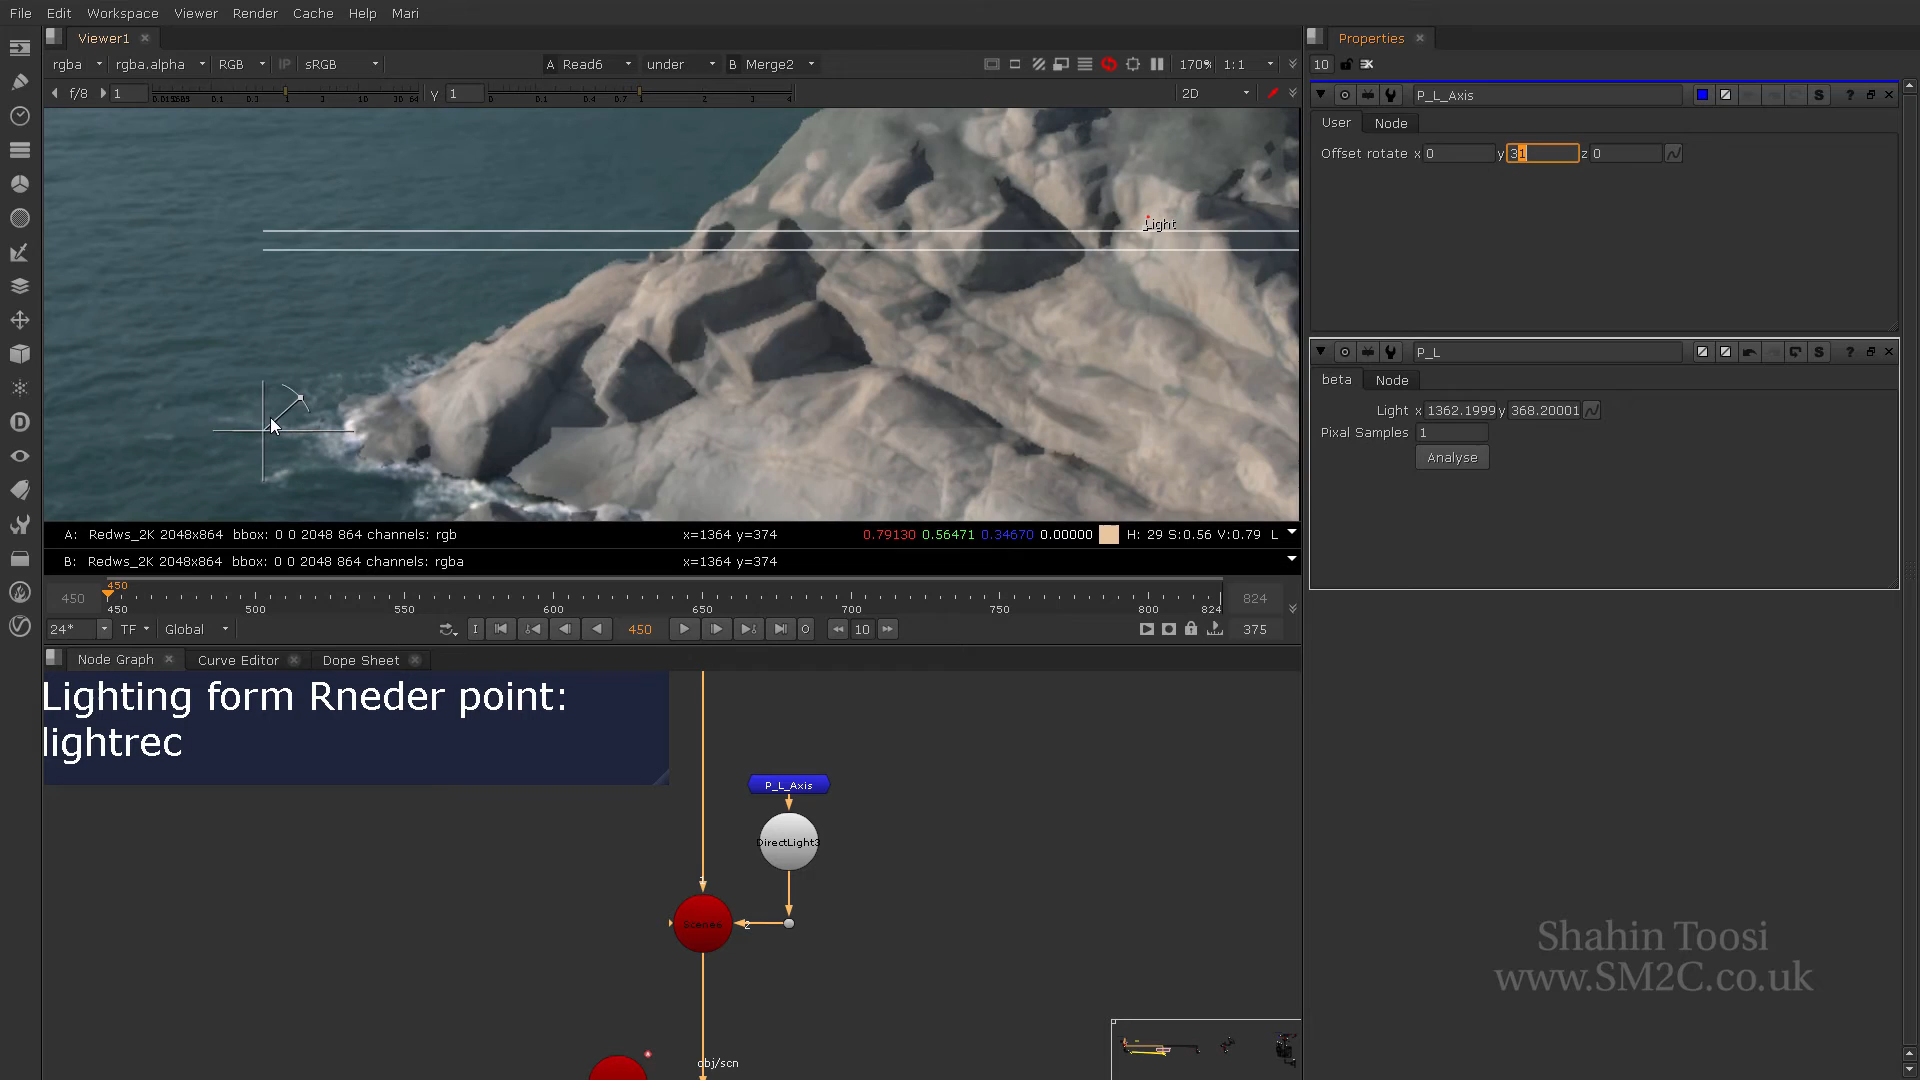 File Edit Workspace Viewer Render Cache Help Mari
Viewer1
rgba rgba.alpha RGB IP sRGB A Read6 under B Merge2 170% 1:1
f/8 1 Y 1 2D
Light
A: Redws_2K 2048x864 bbox: 0 0 2048 864 channels: rgb x=1364 y=374 0.79130 0.56471 0.34670 0.00000 H: 29 S:0.56 V:0.79 L
B: Redws_2K 2048x864 bbox: 0 0 2048 864 channels: rgba x=1364 y=374
450
450 824
450 500 550 600 650 700 750 800 824
24* TF Global I 450 O 10 375
Node Graph Curve Editor Dope Sheet
Lighting form Rneder point:
lightrec
P_L_Axis
DirectLight3
Scene6
2
obj/scn
Properties
10
P_L_Axis S ?
User Node
Offset rotate x 0 y 31 z 0
P_L S ?
beta Node
Light x 1362.1999 y 368.20001
Pixal Samples 1
Analyse
Shahin Toosi
www.SM2C.co.uk